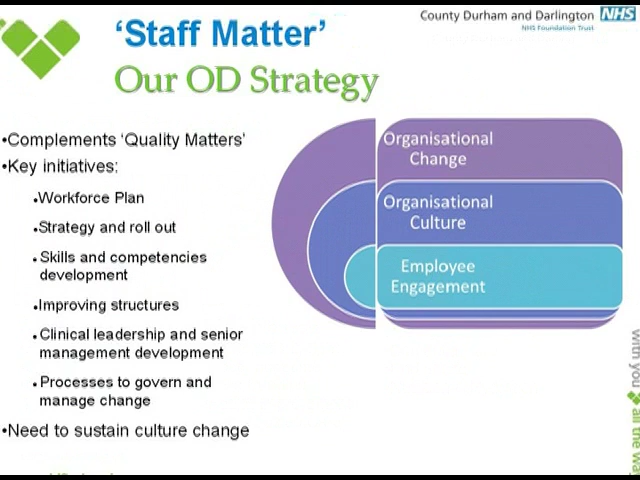 'Staff Matter'
County Durham and Darlington NHS
NHS Foundation Trust
Our OD Strategy
•Complements 'Quality Matters'
•Key initiatives:
•Workforce Plan
•Strategy and roll out
•Skills and competencies
development
•Improving structures
•Clinical leadership and senior
management development
•Processes to govern and
manage change
•Need to sustain culture change
Organisational
Change
Organisational
Culture
Employee
Engagement
with you all the way